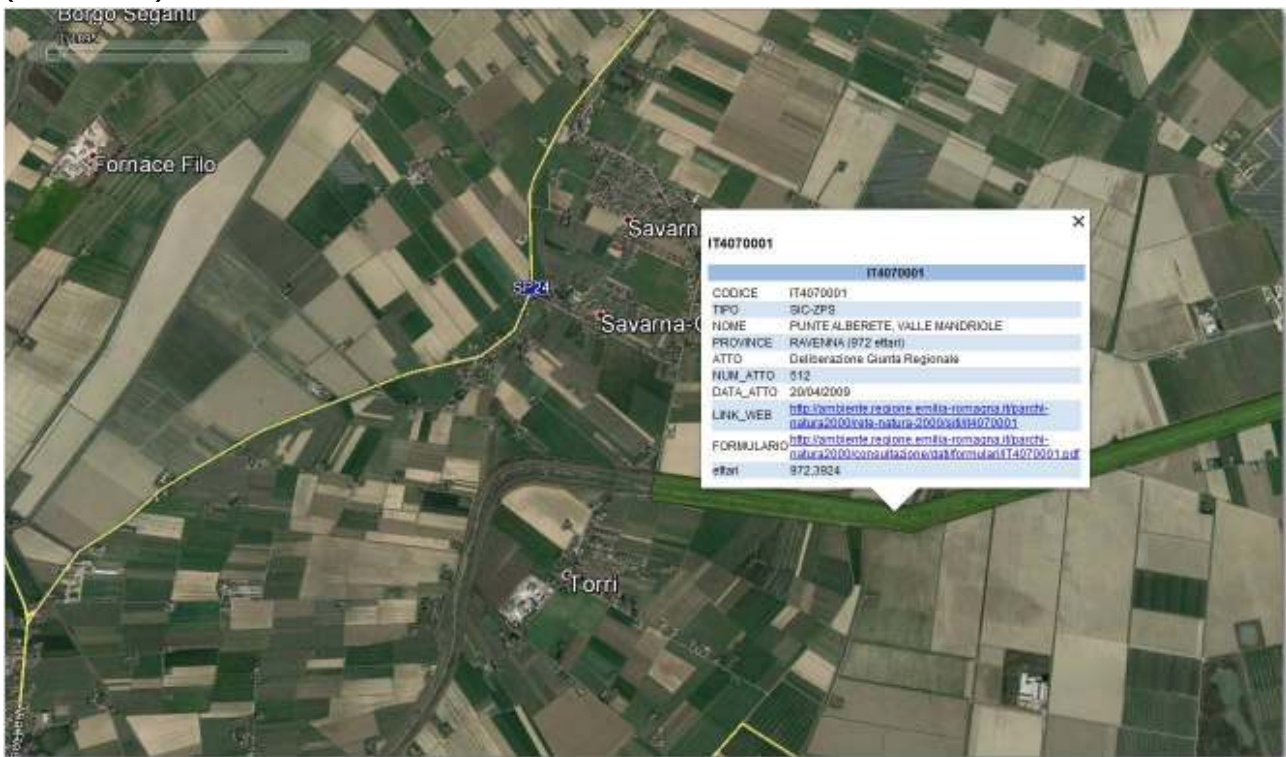 Borgo Seganti
Fornace Filo
Savarn
SP24
Savarna-C
Torri
IT4070001
IT4070001
CODICE IT4070001
TIPO SIC-ZPS
NOME PUNTE ALBERETE, VALLE MANDRIOLE
PROVINCE RAVENNA (972 ettari)
ATTO Deliberazione Giunta Regionale
NUM_ATTO 512
DATA_ATTO 20/04/2009
LINK_WEB http://ambiente.regione.emilia-romagna.it/parchi-
natura2000/rete-natura-2000/siti/it4070001
FORMULARIO http://ambiente.regione.emilia-romagna.it/parchi-
natura2000/consultazione/dati/formulari/IT4070001.pdf
ettari 972,3924